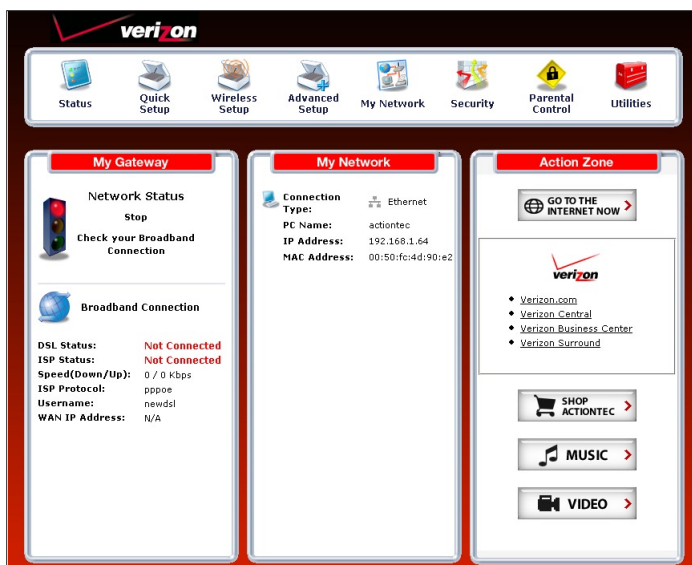 verizon
Status
Quick Setup
Wireless Setup
Advanced Setup
My Network
Security
Parental Control
Utilities
My Gateway
Network Status
Stop
Check your Broadband
Connection
Broadband Connection
DSL Status: Not Connected
ISP Status: Not Connected
Speed(Down/Up): 0 / 0 Kbps
ISP Protocol: pppoe
Username: newdsl
WAN IP Address: N/A
My Network
Connection Type: Ethernet
PC Name: actiontec
IP Address: 192.168.1.64
MAC Address: 00:50:fc:4d:90:e2
Action Zone
GO TO THE
INTERNET NOW
verizon
Verizon.com
Verizon Central
Verizon Business Center
Verizon Surround
SHOP
ACTIONTEC
MUSIC
VIDEO